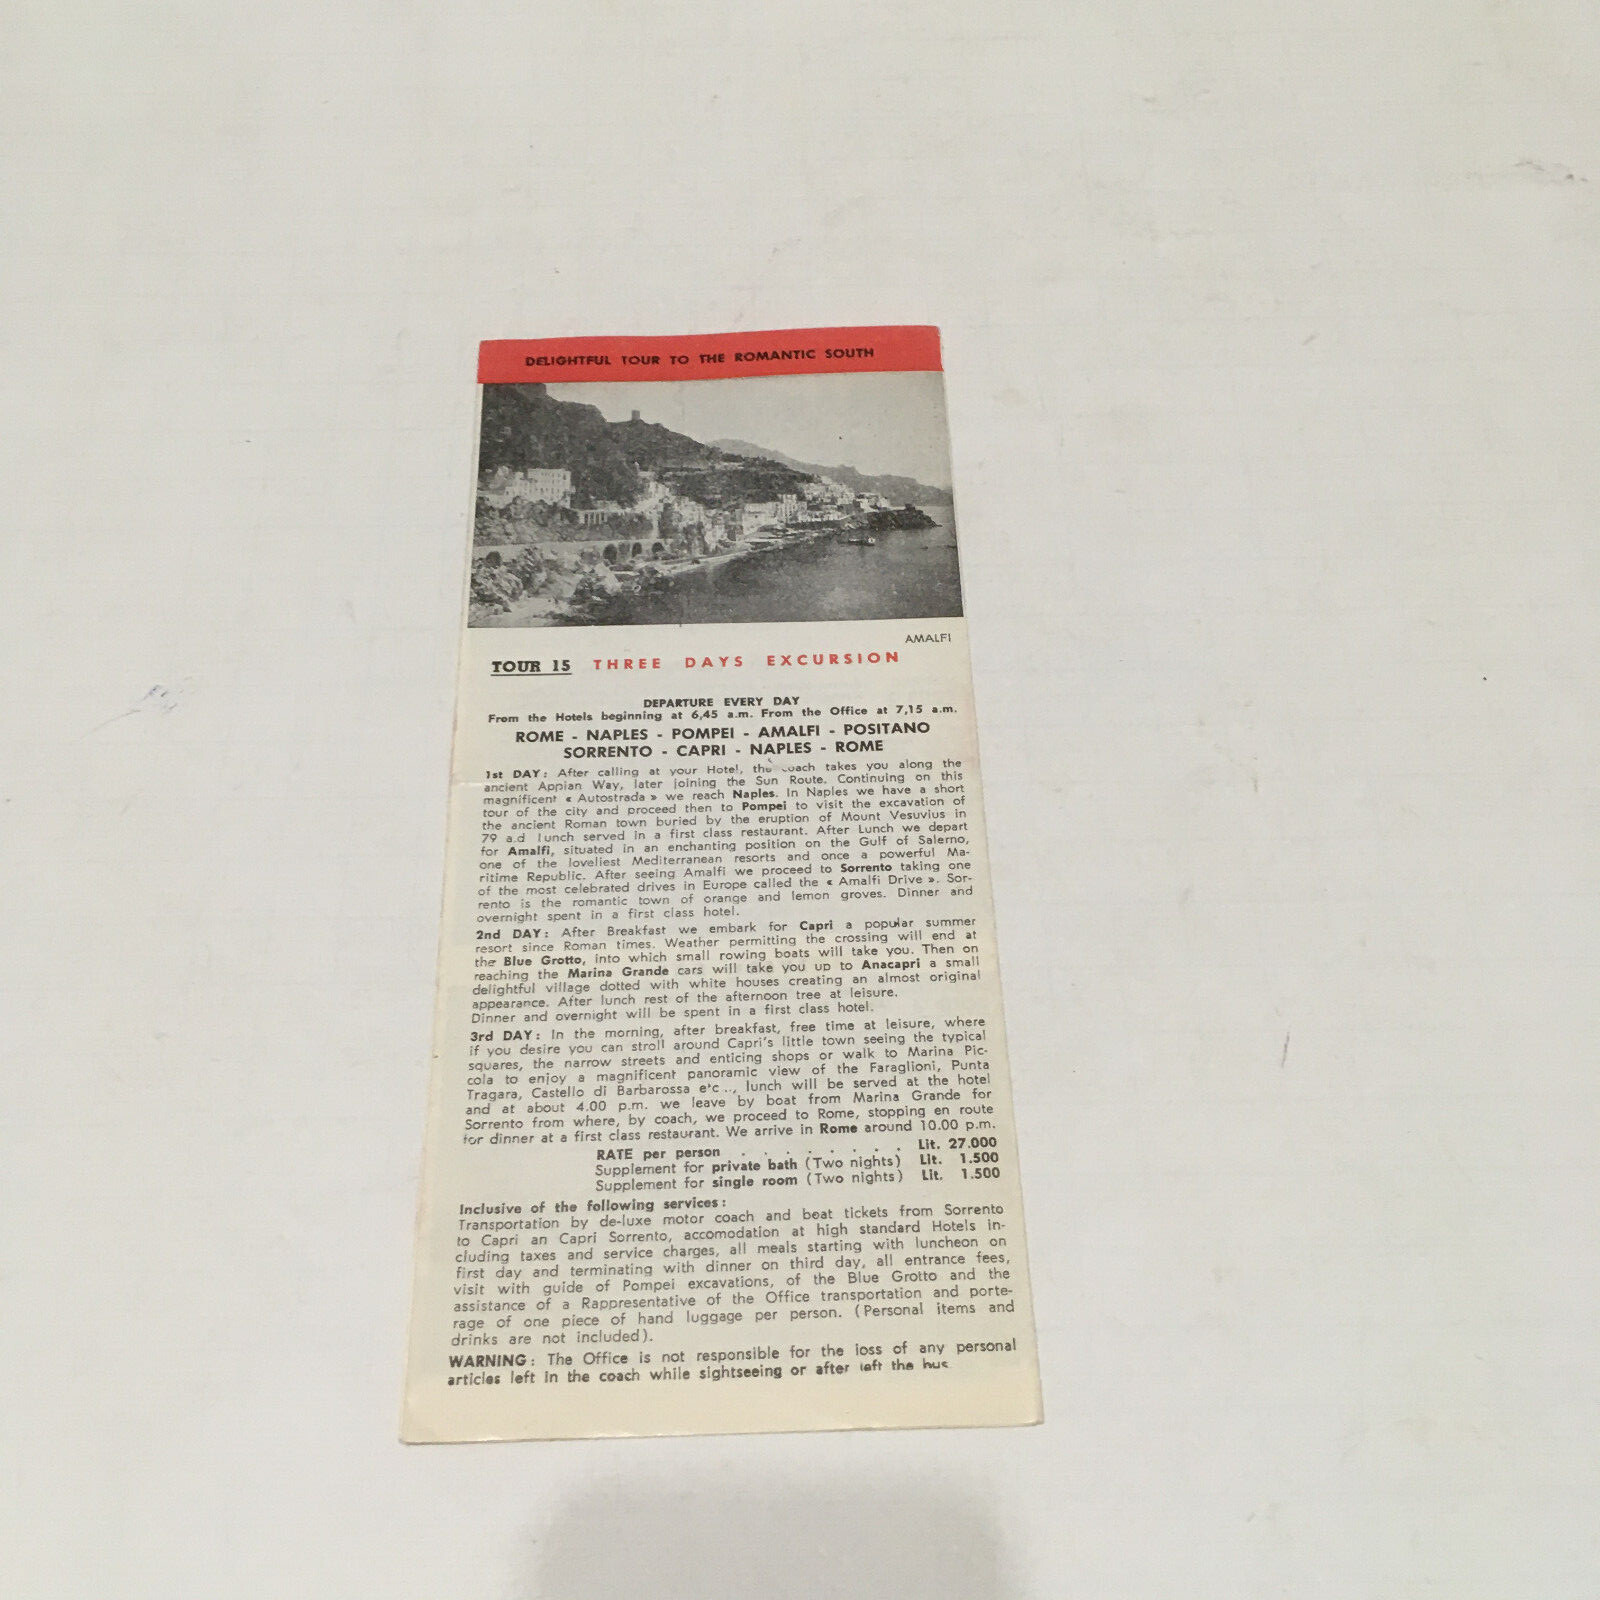 DELIGHTFUL TOUR TO THE ROMANTIC SOUTH
AMALFI
TOUR 15 THREE DAYS EXCURSION
DEPARTURE EVERY DAY
From the Hotels beginning at 6,45 a.m. From the Office at 7,15 a.m.
ROME - NAPLES - POMPEI - AMALFI - POSITANO
SORRENTO - CAPRI - NAPLES - ROME
1st DAY: After calling at your Hotel, the coach takes you along the
ancient Appian Way, later joining the Sun Route. Continuing on this
magnificent « Autostrada » we reach Naples. In Naples we have a short
tour of the city and proceed then to Pompei to visit the excavation of
the ancient Roman town buried by the eruption of Mount Vesuvius in
79 a.d lunch served in a first class restaurant. After Lunch we depart
for Amalfi, situated in an enchanting position on the Gulf of Salerno,
one of the loveliest Mediterranean resorts and once a powerful Ma-
ritime Republic. After seeing Amalfi we proceed to Sorrento taking one
of the most celebrated drives in Europe called the « Amalfi Drive ». Sor-
rento is the romantic town of orange and lemon groves. Dinner and
overnight spent in a first class hotel.
2nd DAY: After Breakfast we embark for Capri a popular summer
resort since Roman times. Weather permitting the crossing will end at
the Blue Grotto, into which small rowing boats will take you. Then on
reaching the Marina Grande cars will take you up to Anacapri a small
delightful village dotted with white houses creating an almost original
appearance. After lunch rest of the afternoon tree at leisure.
Dinner and overnight will be spent in a first class hotel.
3rd DAY: In the morning, after breakfast, free time at leisure, where
if you desire you can stroll around Capri's little town seeing the typical
squares, the narrow streets and enticing shops or walk to Marina Pic-
cola to enjoy a magnificent panoramic view of the Faraglioni, Punta
Tragara, Castello di Barbarossa etc .., lunch will be served at the hotel
and at about 4.00 p.m. we leave by boat from Marina Grande for
Sorrento from where, by coach, we proceed to Rome, stopping en route
for dinner at a first class restaurant. We arrive in Rome around 10.00 p.m.
RATE per person . . . . . . . Lit. 27.000
Supplement for private bath (Two nights) Lit. 1.500
Supplement for single room (Two nights) Lit. 1.500
Inclusive of the following services:
Transportation by de-luxe motor coach and boat tickets from Sorrento
to Capri an Capri Sorrento, accomodation at high standard Hotels in-
cluding taxes and service charges, all meals starting with luncheon on
first day and terminating with dinner on third day, all entrance fees,
visit with guide of Pompei excavations, of the Blue Grotto and the
assistance of a Rappresentative of the Office transportation and porte-
rage of one piece of hand luggage per person. (Personal items and
drinks are not included).
WARNING: The Office is not responsible for the loss of any personal
articles left in the coach while sightseeing or after left the bus